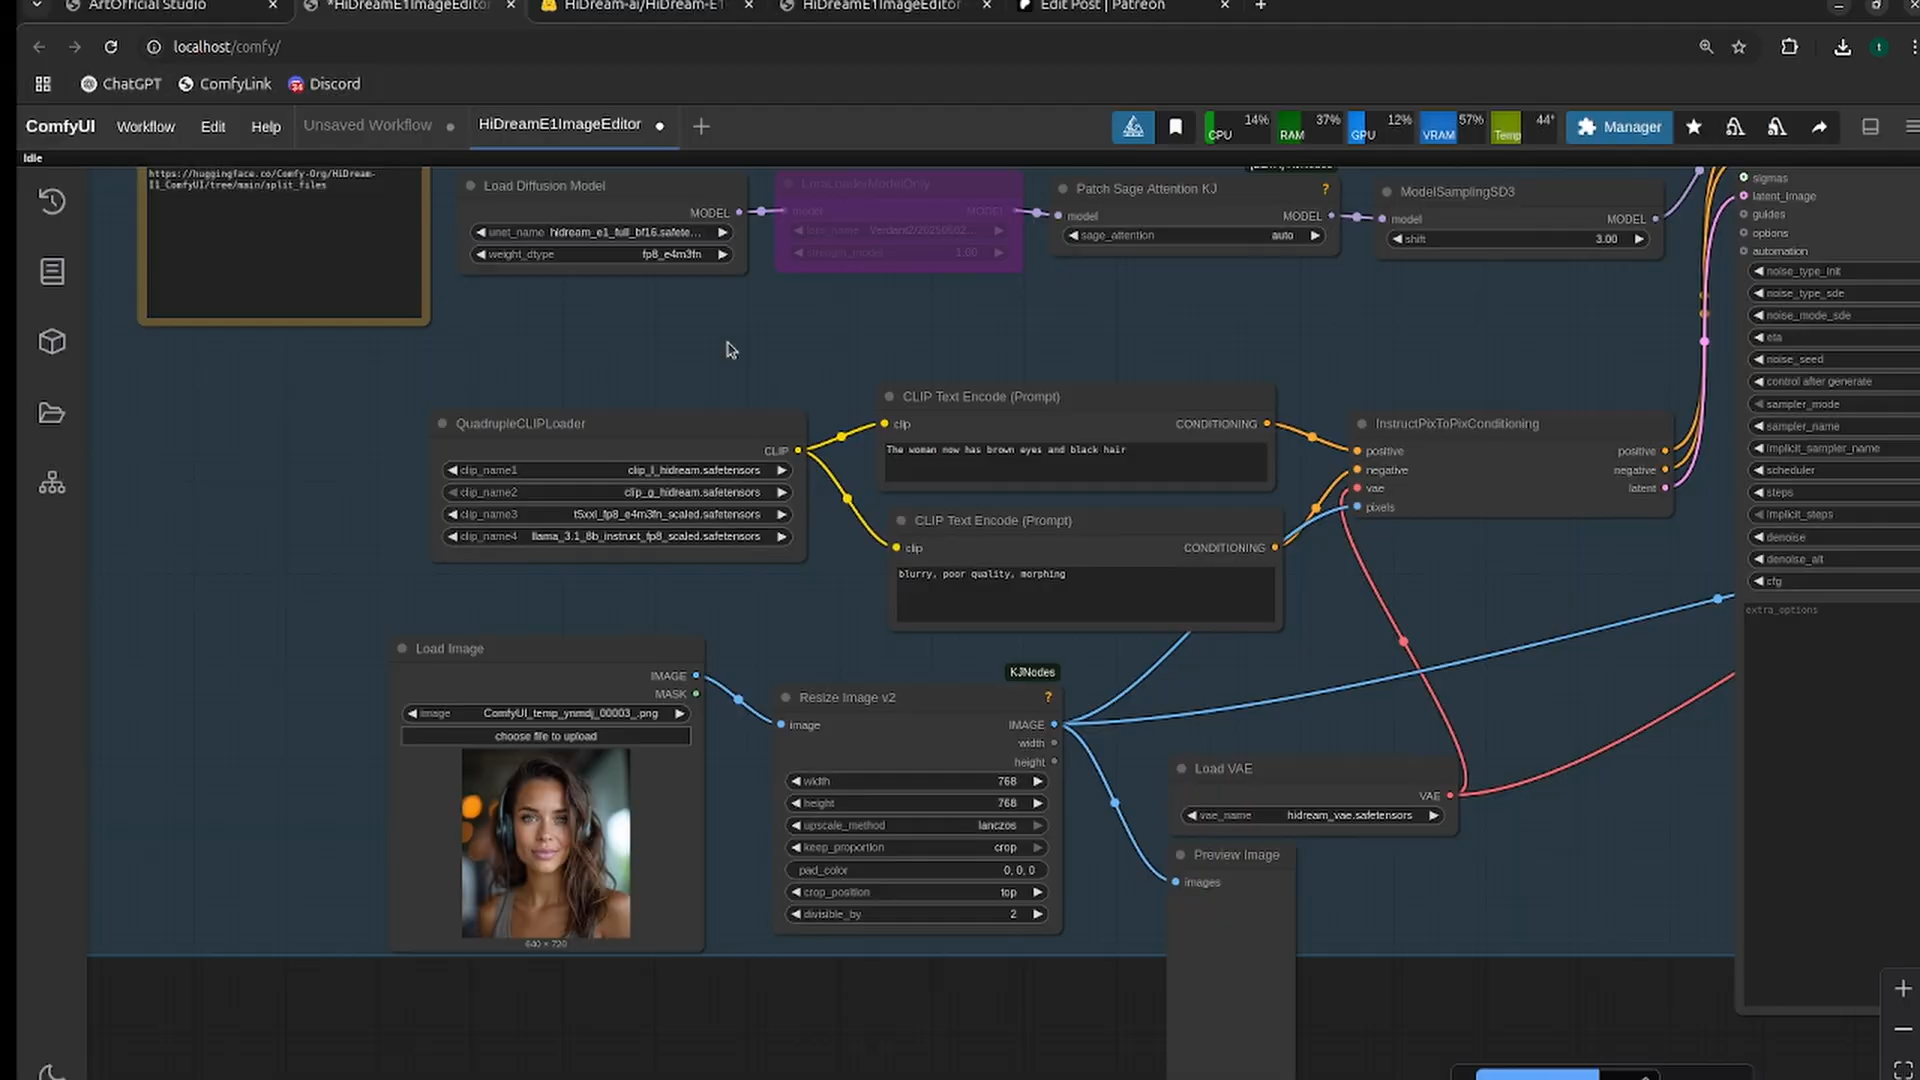 ArtOfficial Studio
*HiDreamE1ImageEditor
HiDream-ai/HiDream-E1
HiDreamE1ImageEditor
Edit Post | Patreon
localhost/comfy/
t
ChatGPT
ComfyLink
Discord
ComfyUI
Workflow
Edit
Help
Unsaved Workflow
HiDreamE1ImageEditor
CPU 14%
RAM 37%
GPU 12%
VRAM 57%
Temp 44°
Manager
Idle
https://huggingface.co/Comfy-Org/HiDream-
I1_ComfyUI/tree/main/split_files
Load Diffusion Model
MODEL
unet_name hidream_e1_full_bf16.safete...
weight_dtype fp8_e4m3fn
LoraLoaderModelOnly
model MODEL
lora_name
strength_model 1.00
Patch Sage Attention KJ ?
model MODEL
sage_attention auto
ModelSamplingSD3
model MODEL
shift 3.00
sigmas
latent_image
guides
options
automation
noise_type_init
noise_type_sde
noise_mode_sde
eta
noise_seed
control after generate
sampler_mode
sampler_name
implicit_sampler_name
scheduler
steps
implicit_steps
denoise
denoise_alt
cfg
extra_options
QuadrupleCLIPLoader
CLIP
clip_name1 clip_l_hidream.safetensors
clip_name2 clip_g_hidream.safetensors
clip_name3 t5xxl_fp8_e4m3fn_scaled.safetensors
clip_name4 llama_3.1_8b_instruct_fp8_scaled.safetensors
CLIP Text Encode (Prompt)
clip CONDITIONING
The woman now has brown eyes and black hair
CLIP Text Encode (Prompt)
clip CONDITIONING
blurry, poor quality, morphing
InstructPixToPixConditioning
positive positive
negative negative
vae latent
pixels
Load Image
IMAGE
MASK
image ComfyUI_temp_ynmdj_00003_.png
choose file to upload
640 × 720
KJNodes
Resize Image v2 ?
image IMAGE
width
height
width 768
height 768
upscale_method lanczos
keep_proportion crop
pad_color 0, 0, 0
crop_position top
divisible_by 2
Load VAE
VAE
vae_name hidream_vae.safetensors
Preview Image
images